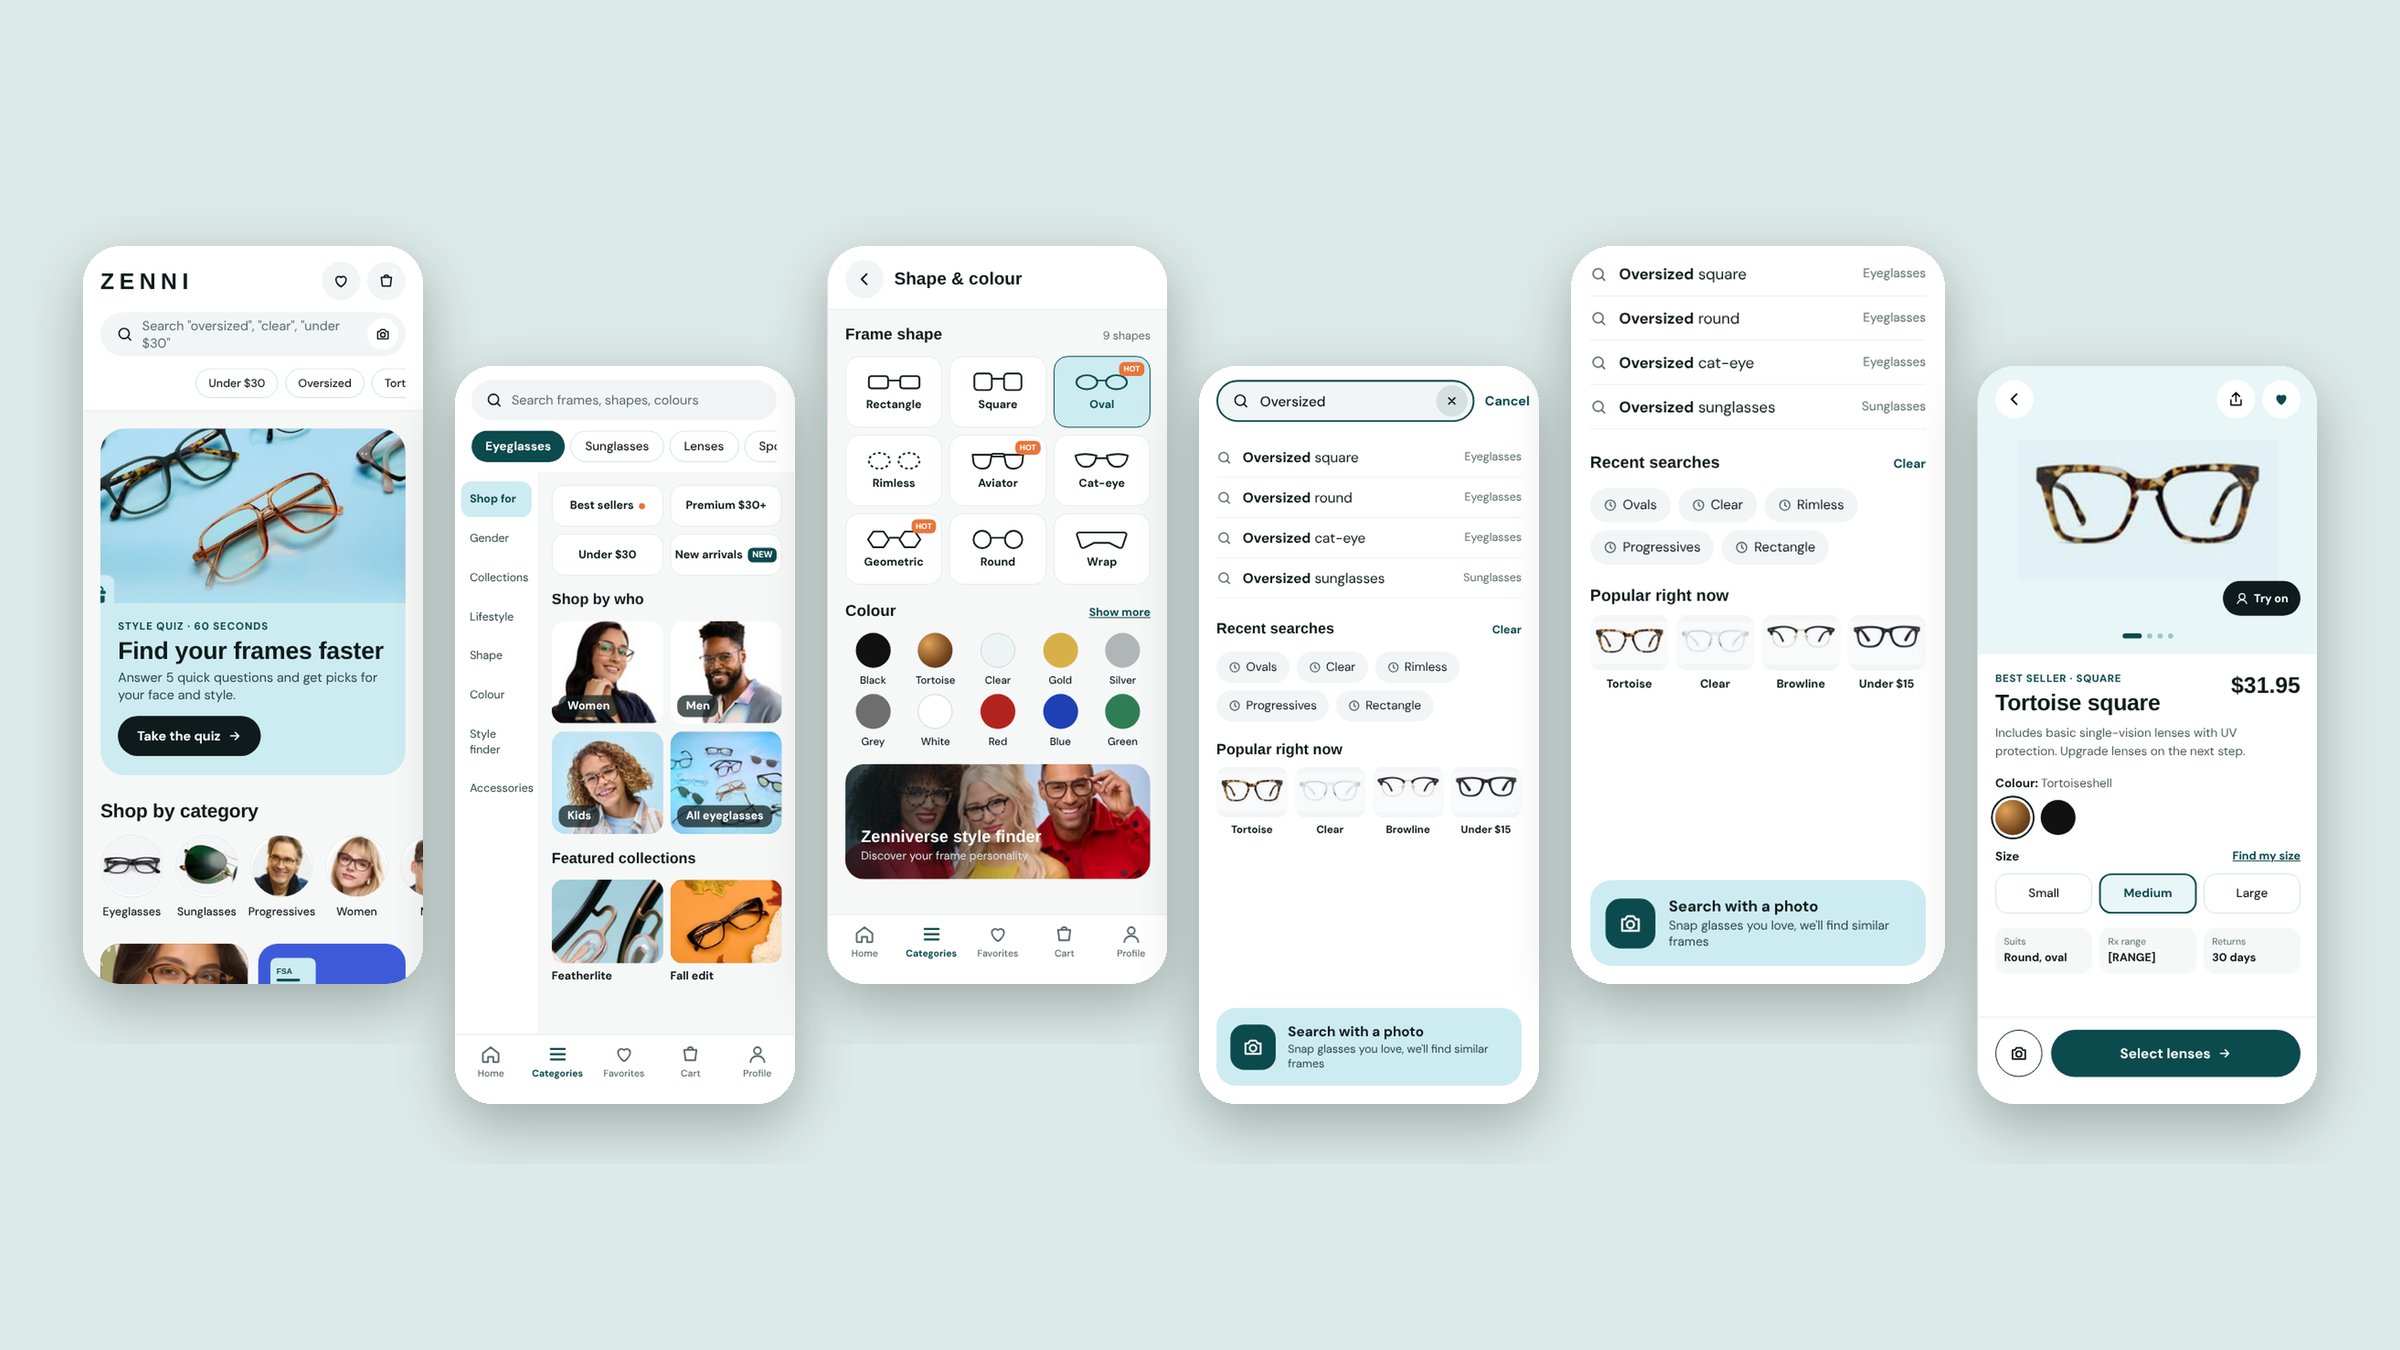 ZENNI
Search "oversized", "clear", "under
$30"
Under $30
Oversized
Tort
STYLE QUIZ · 60 SECONDS
Find your frames faster
Answer 5 quick questions and get picks for
your face and style.
Take the quiz →
Shop by category
Eyeglasses
Sunglasses
Progressives
Women
FSA
Search frames, shapes, colours
Eyeglasses
Sunglasses
Lenses
Spo
Shop for
Gender
Collections
Lifestyle
Shape
Colour
Style
finder
Accessories
Best sellers
Premium $30+
Under $30
New arrivals NEW
Shop by who
Women
Men
Kids
All eyeglasses
Featured collections
Featherlite
Fall edit
Home
Categories
Favorites
Cart
Profile
Shape & colour
Frame shape
9 shapes
Rectangle
Square
HOT
Oval
Rimless
HOT
Aviator
Cat-eye
HOT
Geometric
Round
Wrap
Colour
Show more
Black
Tortoise
Clear
Gold
Silver
Grey
White
Red
Blue
Green
Zenniverse style finder
Discover your frame personality
Home
Categories
Favorites
Cart
Profile
Oversized
Cancel
Oversized square
Eyeglasses
Oversized round
Eyeglasses
Oversized cat-eye
Eyeglasses
Oversized sunglasses
Sunglasses
Recent searches
Clear
Ovals
Clear
Rimless
Progressives
Rectangle
Popular right now
Tortoise
Clear
Browline
Under $15
Search with a photo
Snap glasses you love, we'll find similar
frames
Oversized square
Eyeglasses
Oversized round
Eyeglasses
Oversized cat-eye
Eyeglasses
Oversized sunglasses
Sunglasses
Recent searches
Clear
Ovals
Clear
Rimless
Progressives
Rectangle
Popular right now
Tortoise
Clear
Browline
Under $15
Search with a photo
Snap glasses you love, we'll find similar
frames
Try on
BEST SELLER · SQUARE
$31.95
Tortoise square
Includes basic single-vision lenses with UV
protection. Upgrade lenses on the next step.
Colour: Tortoiseshell
Size
Find my size
Small
Medium
Large
Suits
Round, oval
Rx range
[RANGE]
Returns
30 days
Select lenses →